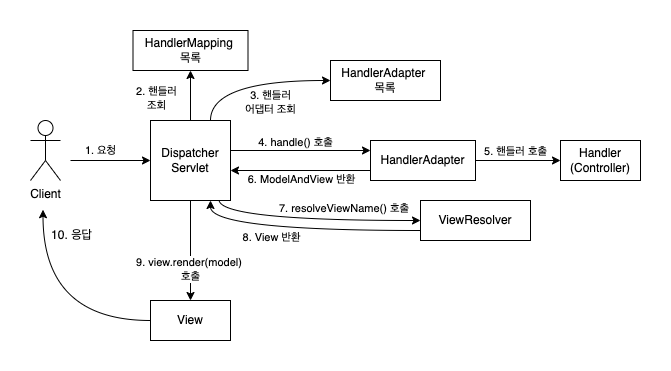 HandlerMapping
목록
HandlerAdapter
목록
2. 핸들러
조회
3. 핸들러
어댑터 조회
Client
1. 요청
Dispatcher
Servlet
4. handle() 호출
HandlerAdapter
5. 핸들러 호출
Handler
(Controller)
6. ModelAndView 반환
7. resolveViewName() 호출
ViewResolver
8. View 반환
10. 응답
9. view.render(model)
호출
View